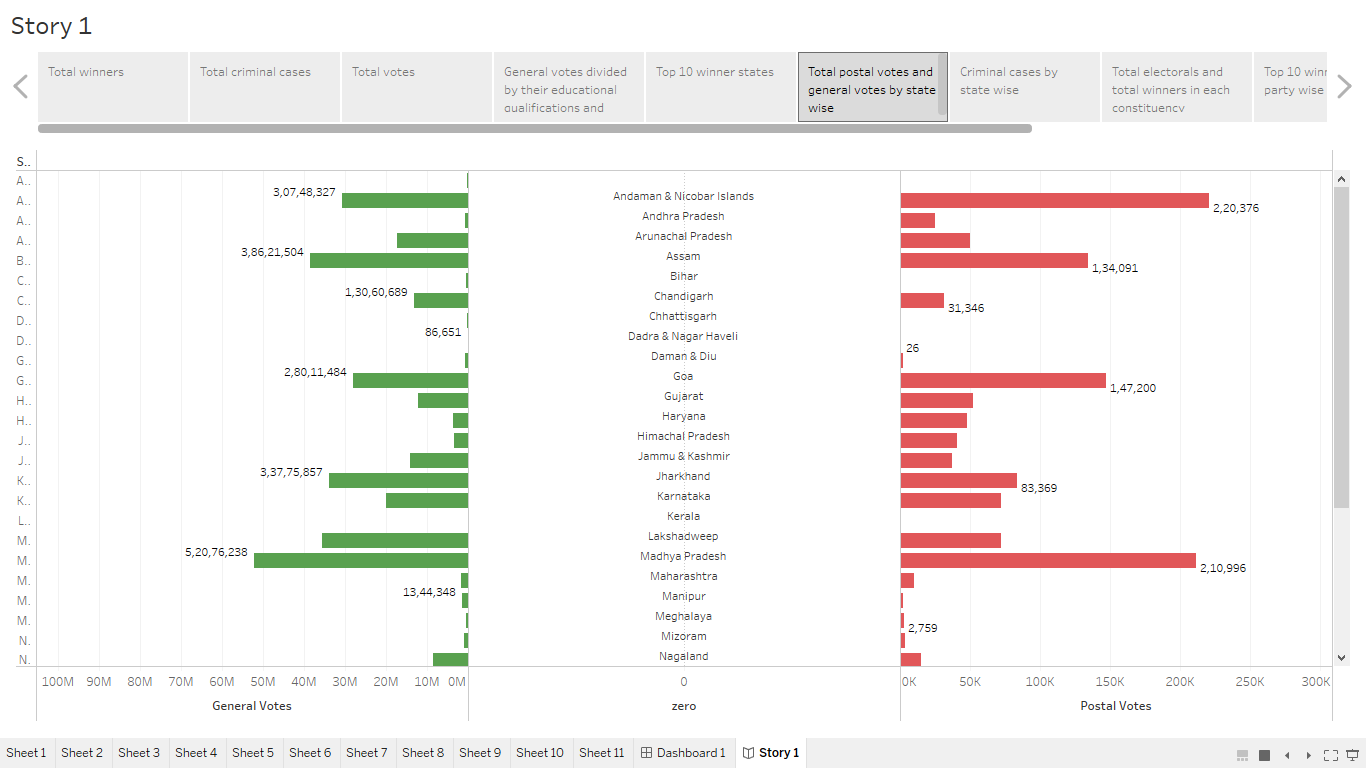 Story 1
Total winners
Total criminal cases
Total votes
General votes divided
by their educational
qualifications and
Top 10 winner states
Total postal votes and
general votes by state
wise
Criminal cases by
state wise
Total electorals and
total winners in each
constituency
Top 10 winn
party wise
S..
A..
A..
3,07,48,327
Andaman & Nicobar Islands
2,20,376
A..
Andhra Pradesh
A..
Arunachal Pradesh
B..
3,86,21,504
Assam
1,34,091
C..
Bihar
C..
1,30,60,689
Chandigarh
31,346
D..
Chhattisgarh
D..
86,651
Dadra & Nagar Haveli
26
G..
Daman & Diu
G..
2,80,11,484
Goa
1,47,200
H..
Gujarat
H..
Haryana
J..
Himachal Pradesh
J..
Jammu & Kashmir
K..
3,37,75,857
Jharkhand
83,369
K..
Karnataka
L..
Kerala
M.
Lakshadweep
M.
5,20,76,238
Madhya Pradesh
2,10,996
M.
Maharashtra
M.
13,44,348
Manipur
M.
Meghalaya
2,759
N.
Mizoram
N.
Nagaland
100M 90M 80M 70M 60M 50M 40M 30M 20M 10M 0M
0
0K 50K 100K 150K 200K 250K 300K
General Votes
zero
Postal Votes
Sheet 1 Sheet 2 Sheet 3 Sheet 4 Sheet 5 Sheet 6 Sheet 7 Sheet 8 Sheet 9 Sheet 10 Sheet 11 Dashboard 1 Story 1